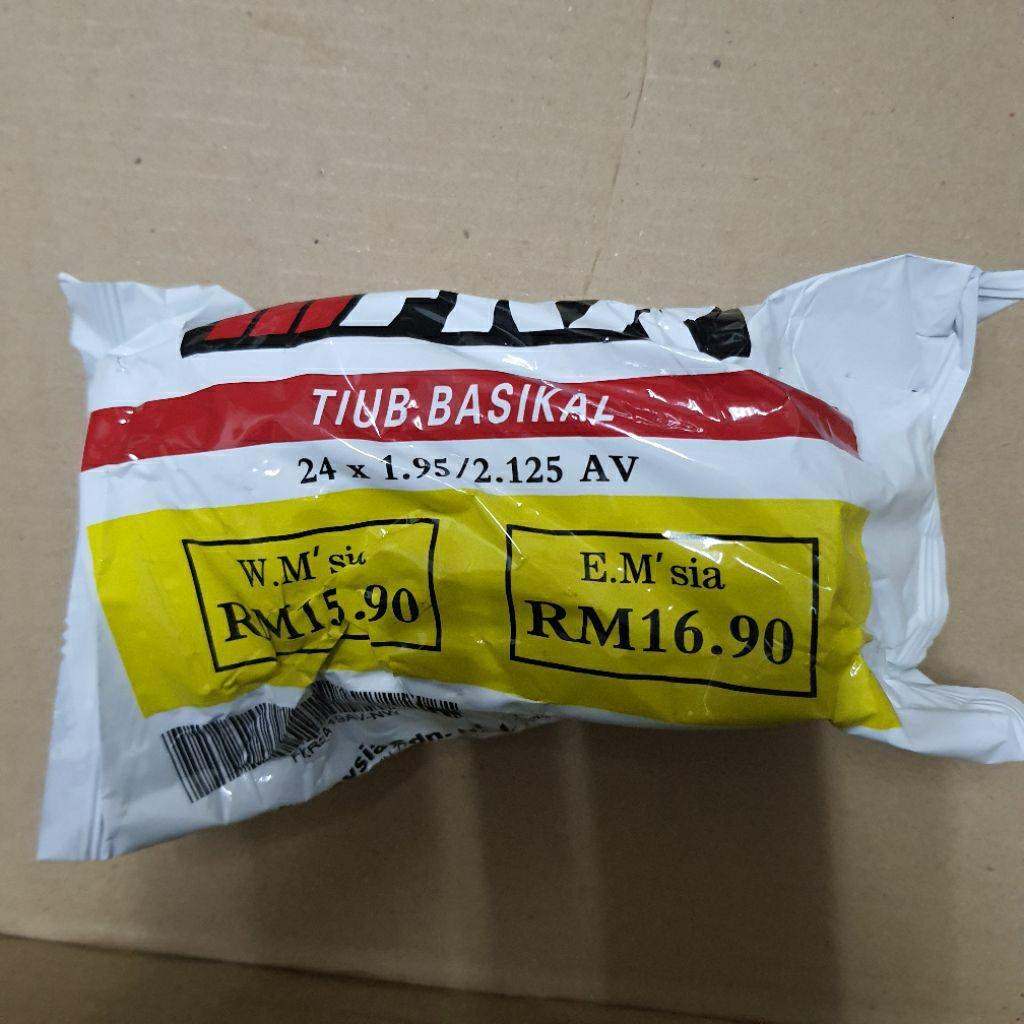 TIUB BASIKAL
24 x 1.95/2.125 AV
W.M'sia
RM15.90
E.M'sia
RM16.90